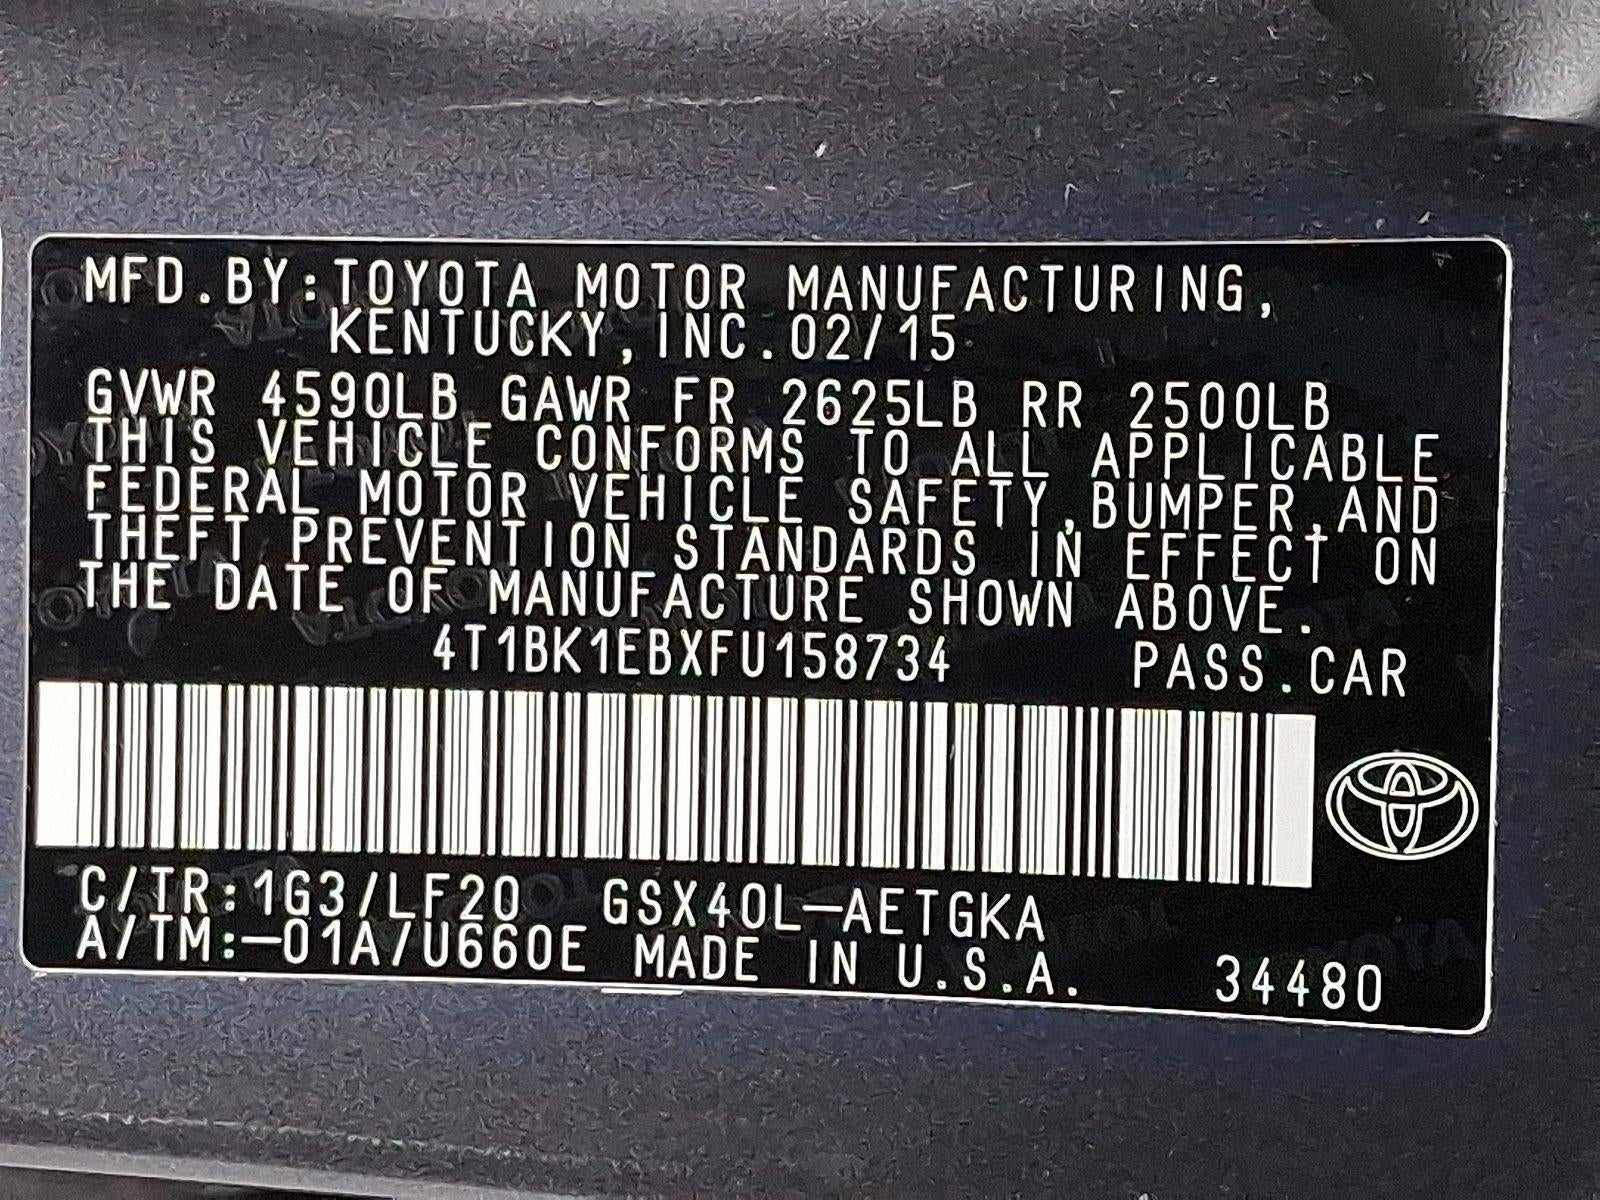 MFD.BY:TOYOTA MOTOR MANUFACTURING,
KENTUCKY,INC.02/15
GVWR 4590LB GAWR FR 2625LB RR 2500LB
THIS VEHICLE CONFORMS TO ALL APPLICABLE
FEDERAL MOTOR VEHICLE SAFETY,BUMPER,AND
THEFT PREVENTION STANDARDS IN EFFECT ON
THE DATE OF MANUFACTURE SHOWN ABOVE.
4T1BK1EBXFU158734 PASS.CAR
C/TR:1G3/LF20 GSX40L-AETGKA
A/TM:-01A/U660E MADE IN U.S.A. 34480